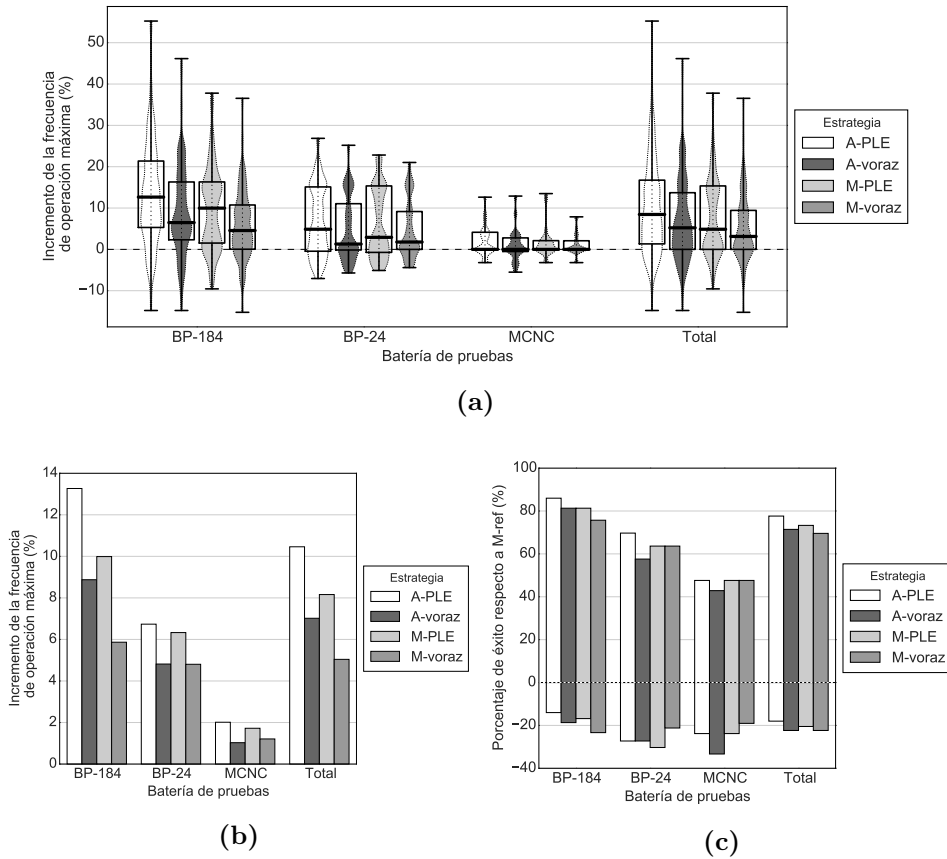 Incremento de la frecuencia
de operación máxima (%)
50
40
30
20
10
0
−10
BP-184
BP-24
MCNC
Total
Batería de pruebas
Estrategia
A-PLE
A-voraz
M-PLE
M-voraz
(a)
Incremento de la frecuencia
de operación máxima (%)
14
12
10
8
6
4
2
0
BP-184
BP-24
MCNC
Total
Batería de pruebas
Estrategia
A-PLE
A-voraz
M-PLE
M-voraz
(b)
Porcentaje de éxito respecto a M-ref (%)
100
80
60
40
20
0
−20
−40
BP-184
BP-24
MCNC
Total
Batería de pruebas
Estrategia
A-PLE
A-voraz
M-PLE
M-voraz
(c)